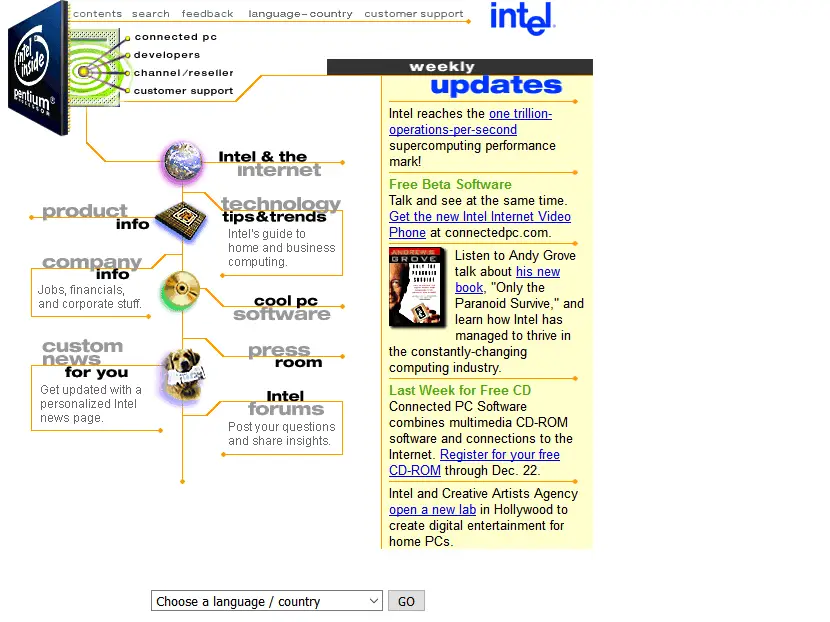 contents search feedback language-country customer support
intel.
intel
inside
pentium®
PROCESSOR
connected pc
developers
channel/reseller
customer support
Intel & the
internet
product
info
technology
tips&trends
Intel's guide to
home and business
computing.
company
info
Jobs, financials,
and corporate stuff.
cool pc
software
custom
news
for you
Get updated with a
personalized Intel
news page.
press
room
Intel
forums
Post your questions
and share insights.
weekly
updates
Intel reaches the one trillion-
operations-per-second
supercomputing performance
mark!
Free Beta Software
Talk and see at the same time.
Get the new Intel Internet Video
Phone at connectedpc.com.
ANDREW S.
GROVE
ONLY THE
PARANOID
SURVIVE
Listen to Andy Grove
talk about his new
book, "Only the
Paranoid Survive," and
learn how Intel has
managed to thrive in
the constantly-changing
computing industry.
Last Week for Free CD
Connected PC Software
combines multimedia CD-ROM
software and connections to the
Internet. Register for your free
CD-ROM through Dec. 22.
Intel and Creative Artists Agency
open a new lab in Hollywood to
create digital entertainment for
home PCs.
Choose a language / country
GO